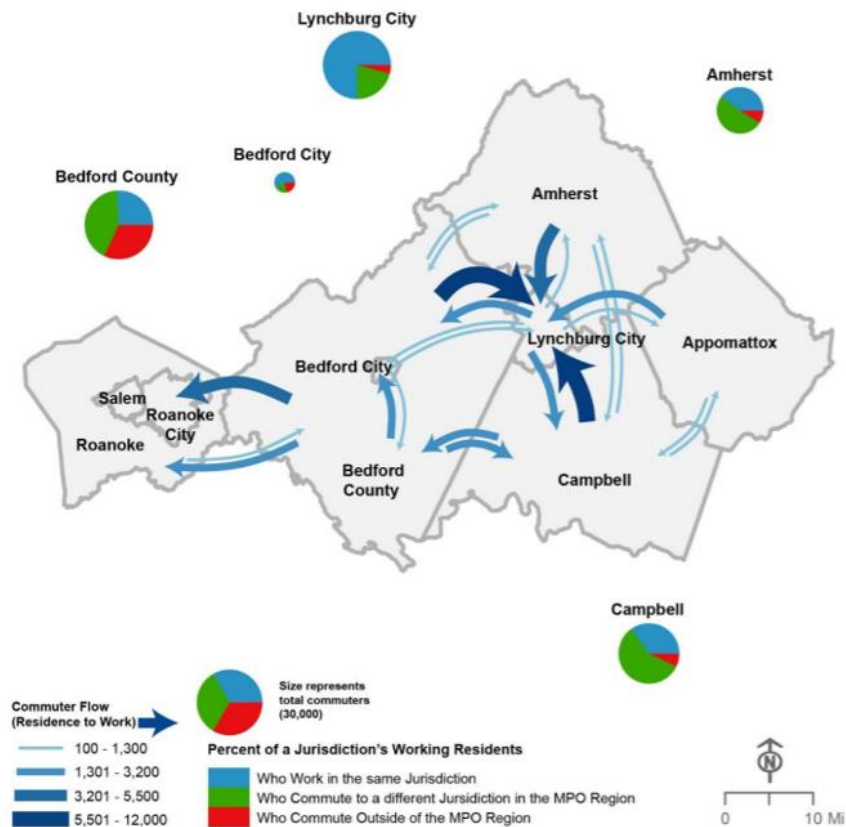 Lynchburg City
Amherst
Bedford City
Bedford County
Amherst
Lynchburg City
Appomattox
Bedford City
Salem
Roanoke
City
Roanoke
Bedford
County
Campbell
Campbell
Commuter Flow
(Residence to Work)
100 - 1,300
1,301 - 3,200
3,201 - 5,500
5,501 - 12,000
Size represents
total commuters
(30,000)
Percent of a Jurisdiction's Working Residents
Who Work in the same Jurisdiction
Who Commute to a different Jursidiction in the MPO Region
Who Commute Outside of the MPO Region
N
0 5 10 Mi